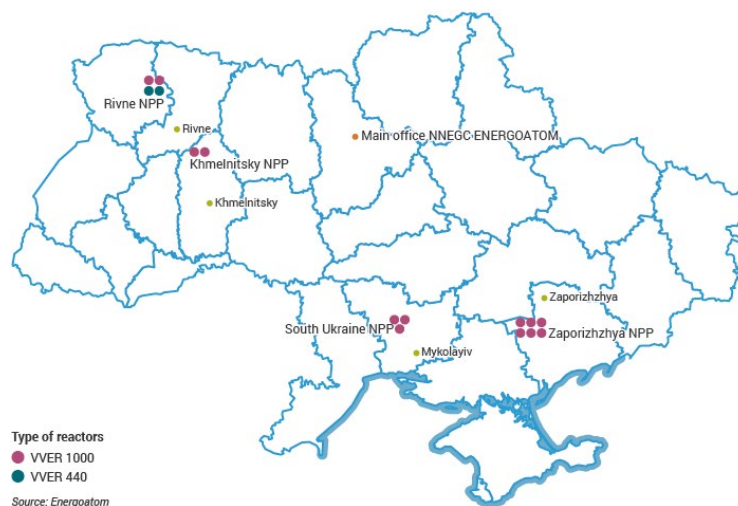 Rivne NPP
Rivne
Main office NNEGC ENERGOATOM
Khmelnitsky NPP
Khmelnitsky
Zaporizhzhya
South Ukraine NPP
Zaporizhzhya NPP
Mykolayiv
Type of reactors
VVER 1000
VVER 440
Source: Energoatom